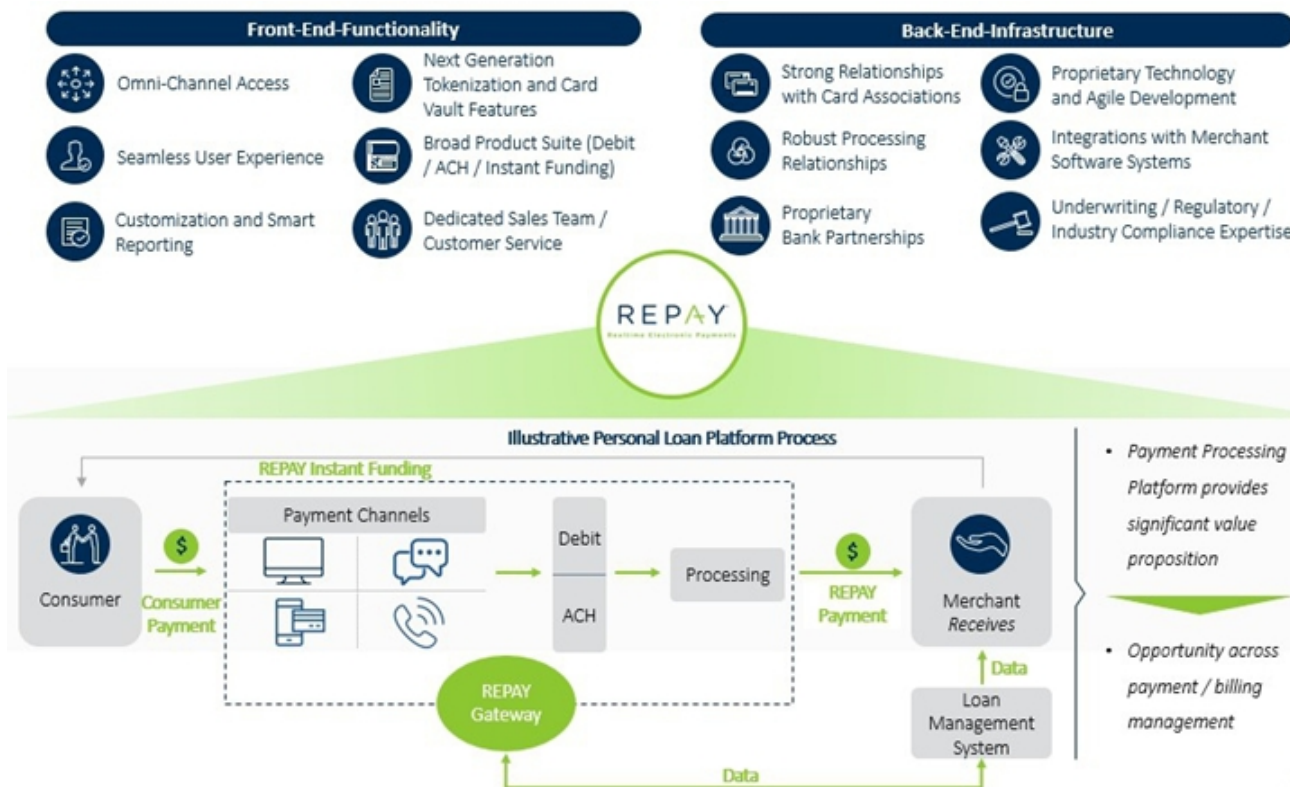 Front-End-Functionality
Omni-Channel Access
Seamless User Experience
Customization and Smart
Reporting
Next Generation
Tokenization and Card
Vault Features
Broad Product Suite (Debit
/ ACH / Instant Funding)
Dedicated Sales Team /
Customer Service
Back-End-Infrastructure
Strong Relationships
with Card Associations
Robust Processing
Relationships
Proprietary
Bank Partnerships
Proprietary Technology
and Agile Development
Integrations with Merchant
Software Systems
Underwriting / Regulatory /
Industry Compliance Expertise
REPAY
Realtime Electronic Payments
Illustrative Personal Loan Platform Process
REPAY Instant Funding
Consumer
$
Consumer
Payment
Payment Channels
Debit
ACH
Processing
$
REPAY
Payment
Merchant
Receives
REPAY
Gateway
Data
Loan
Management
System
Data
• Payment Processing
Platform provides
significant value
proposition
• Opportunity across
payment / billing
management